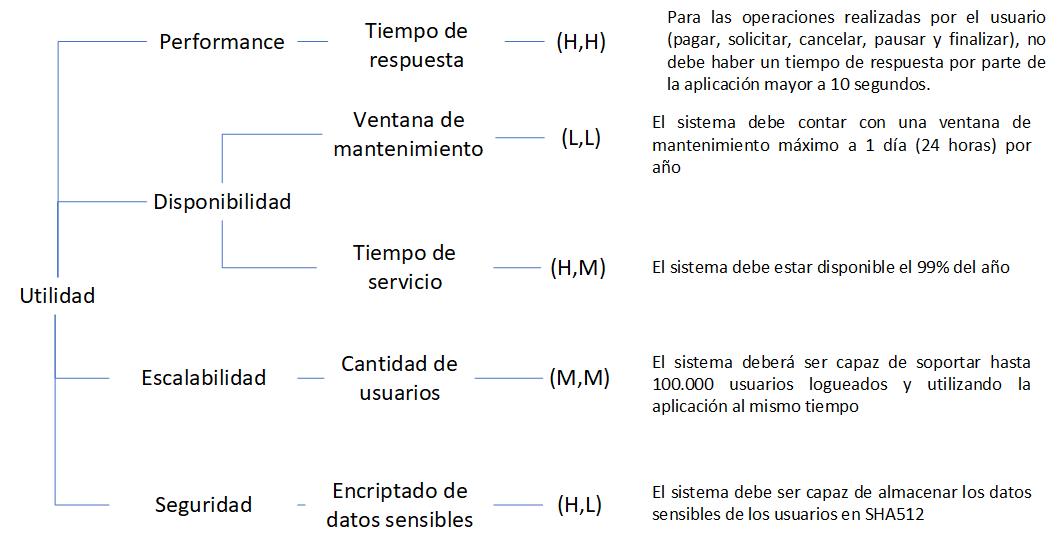 Utilidad
Performance
Tiempo de
respuesta
(H,H)
Para las operaciones realizadas por el usuario
(pagar, solicitar, cancelar, pausar y finalizar), no
debe haber un tiempo de respuesta por parte de
la aplicación mayor a 10 segundos.
Disponibilidad
Ventana de
mantenimiento
(L,L)
El sistema debe contar con una ventana de
mantenimiento máximo a 1 día (24 horas) por
año
Tiempo de
servicio
(H,M)
El sistema debe estar disponible el 99% del año
Escalabilidad
Cantidad de
usuarios
(M,M)
El sistema deberá ser capaz de soportar hasta
100.000 usuarios logueados y utilizando la
aplicación al mismo tiempo
Seguridad
Encriptado de
datos sensibles
(H,L)
El sistema debe ser capaz de almacenar los datos
sensibles de los usuarios en SHA512